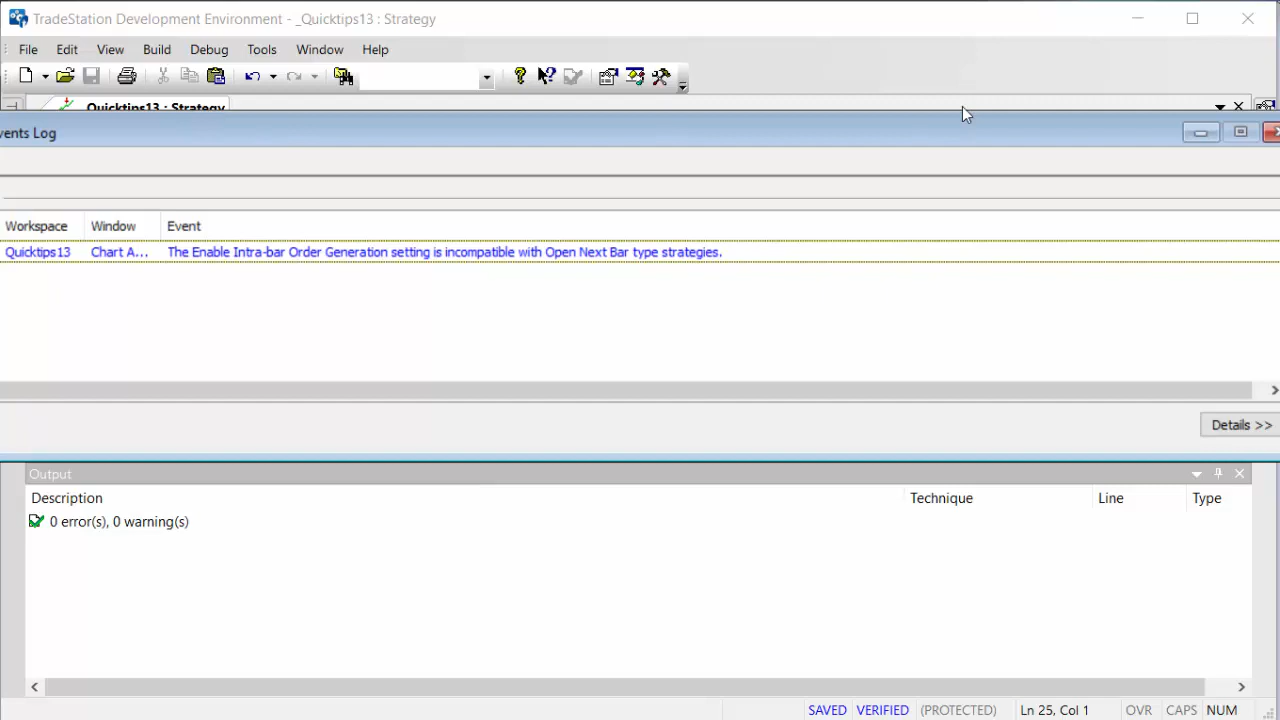 TradeStation Development Environment - _Quicktips13 : Strategy
File Edit View Build Debug Tools Window Help
Quicktips13 : Strategy
vents Log
Workspace Window Event
Quicktips13 Chart A... The Enable Intra-bar Order Generation setting is incompatible with Open Next Bar type strategies.
Details >>
Output
Description Technique Line Type
0 error(s), 0 warning(s)
SAVED VERIFIED (PROTECTED) Ln 25, Col 1 OVR CAPS NUM